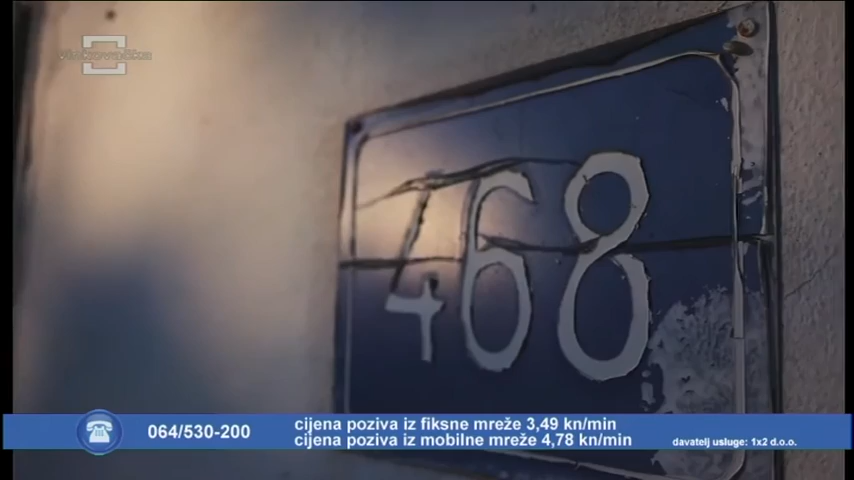 468
064/530-200
cijena poziva iz fiksne mreže 3,49 kn/min
cijena poziva iz mobilne mreže 4,78 kn/min
davatelj usluge: 1x2 d.o.o.